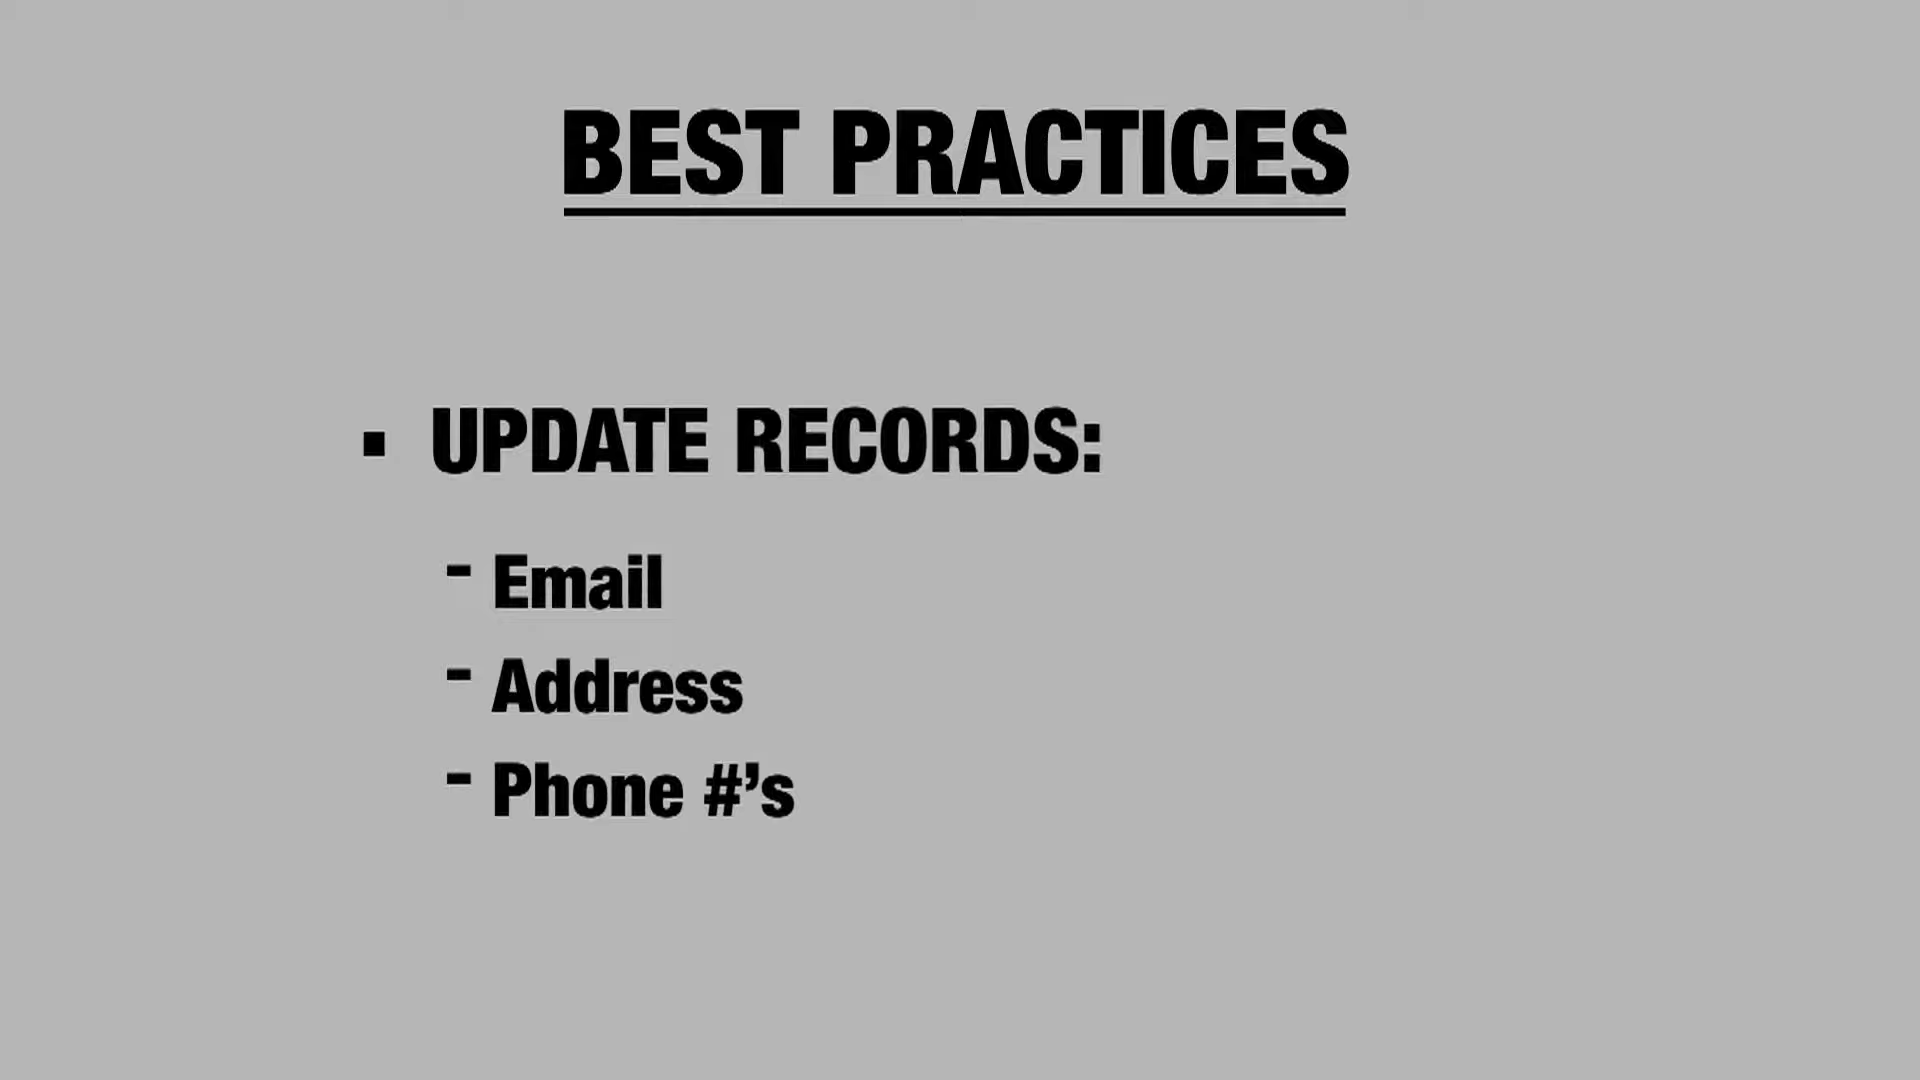 BEST PRACTICES
▪ UPDATE RECORDS:
- Email
- Address
- Phone #’s